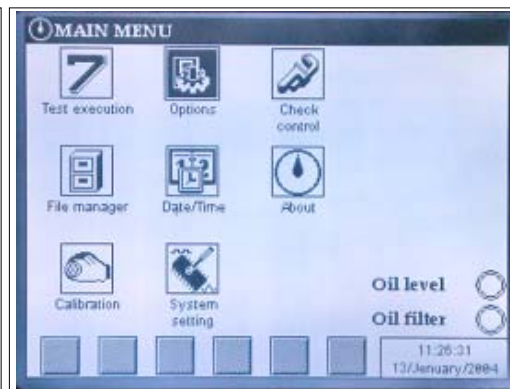 MAIN MENU
Test execution
Options
Check
control
File manager
Date/Time
About
Calibration
System
setting
Oil level
Oil filter
11:26:31
13/January/2004